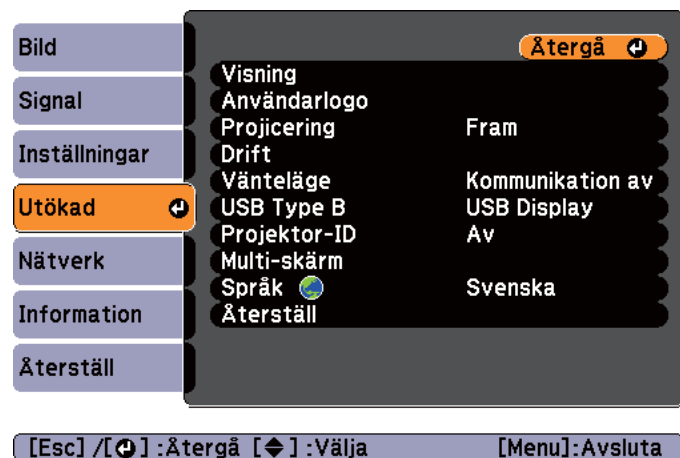 Bild
Signal
Inställningar
Utökad
Nätverk
Information
Återställ
Återgå
Visning
Användarlogo
Projicering Fram
Drift
Vänteläge Kommunikation av
USB Type B USB Display
Projektor-ID Av
Multi-skärm
Språk Svenska
Återställ
[Esc] /[ ] :Återgå [ ] :Välja [Menu]:Avsluta